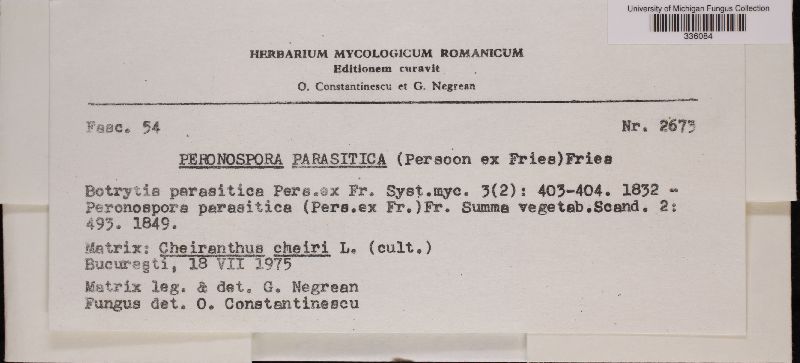 University of Michigan Fungus Collection
336084
HERBARIUM MYCOLOGICUM ROMANICUM
Editionem curavit
O. Constantinescu et G. Negrean
Fasc. 54 Nr. 2673
PERONOSPORA PARASITICA (Persoon ex Fries)Fries
Botrytis parasitica Pers.ex Fr. Syst.myc. 3(2): 403-404. 1832 -
Peronospora parasitica (Pers.ex Fr.)Fr. Summa vegetab.Scand. 2:
493. 1849.
Matrix: Cheiranthus cheiri L. (cult.)
Bucureşti, 18 VII 1975
Matrix leg. & det. G. Negrean
Fungus det. O. Constantinescu